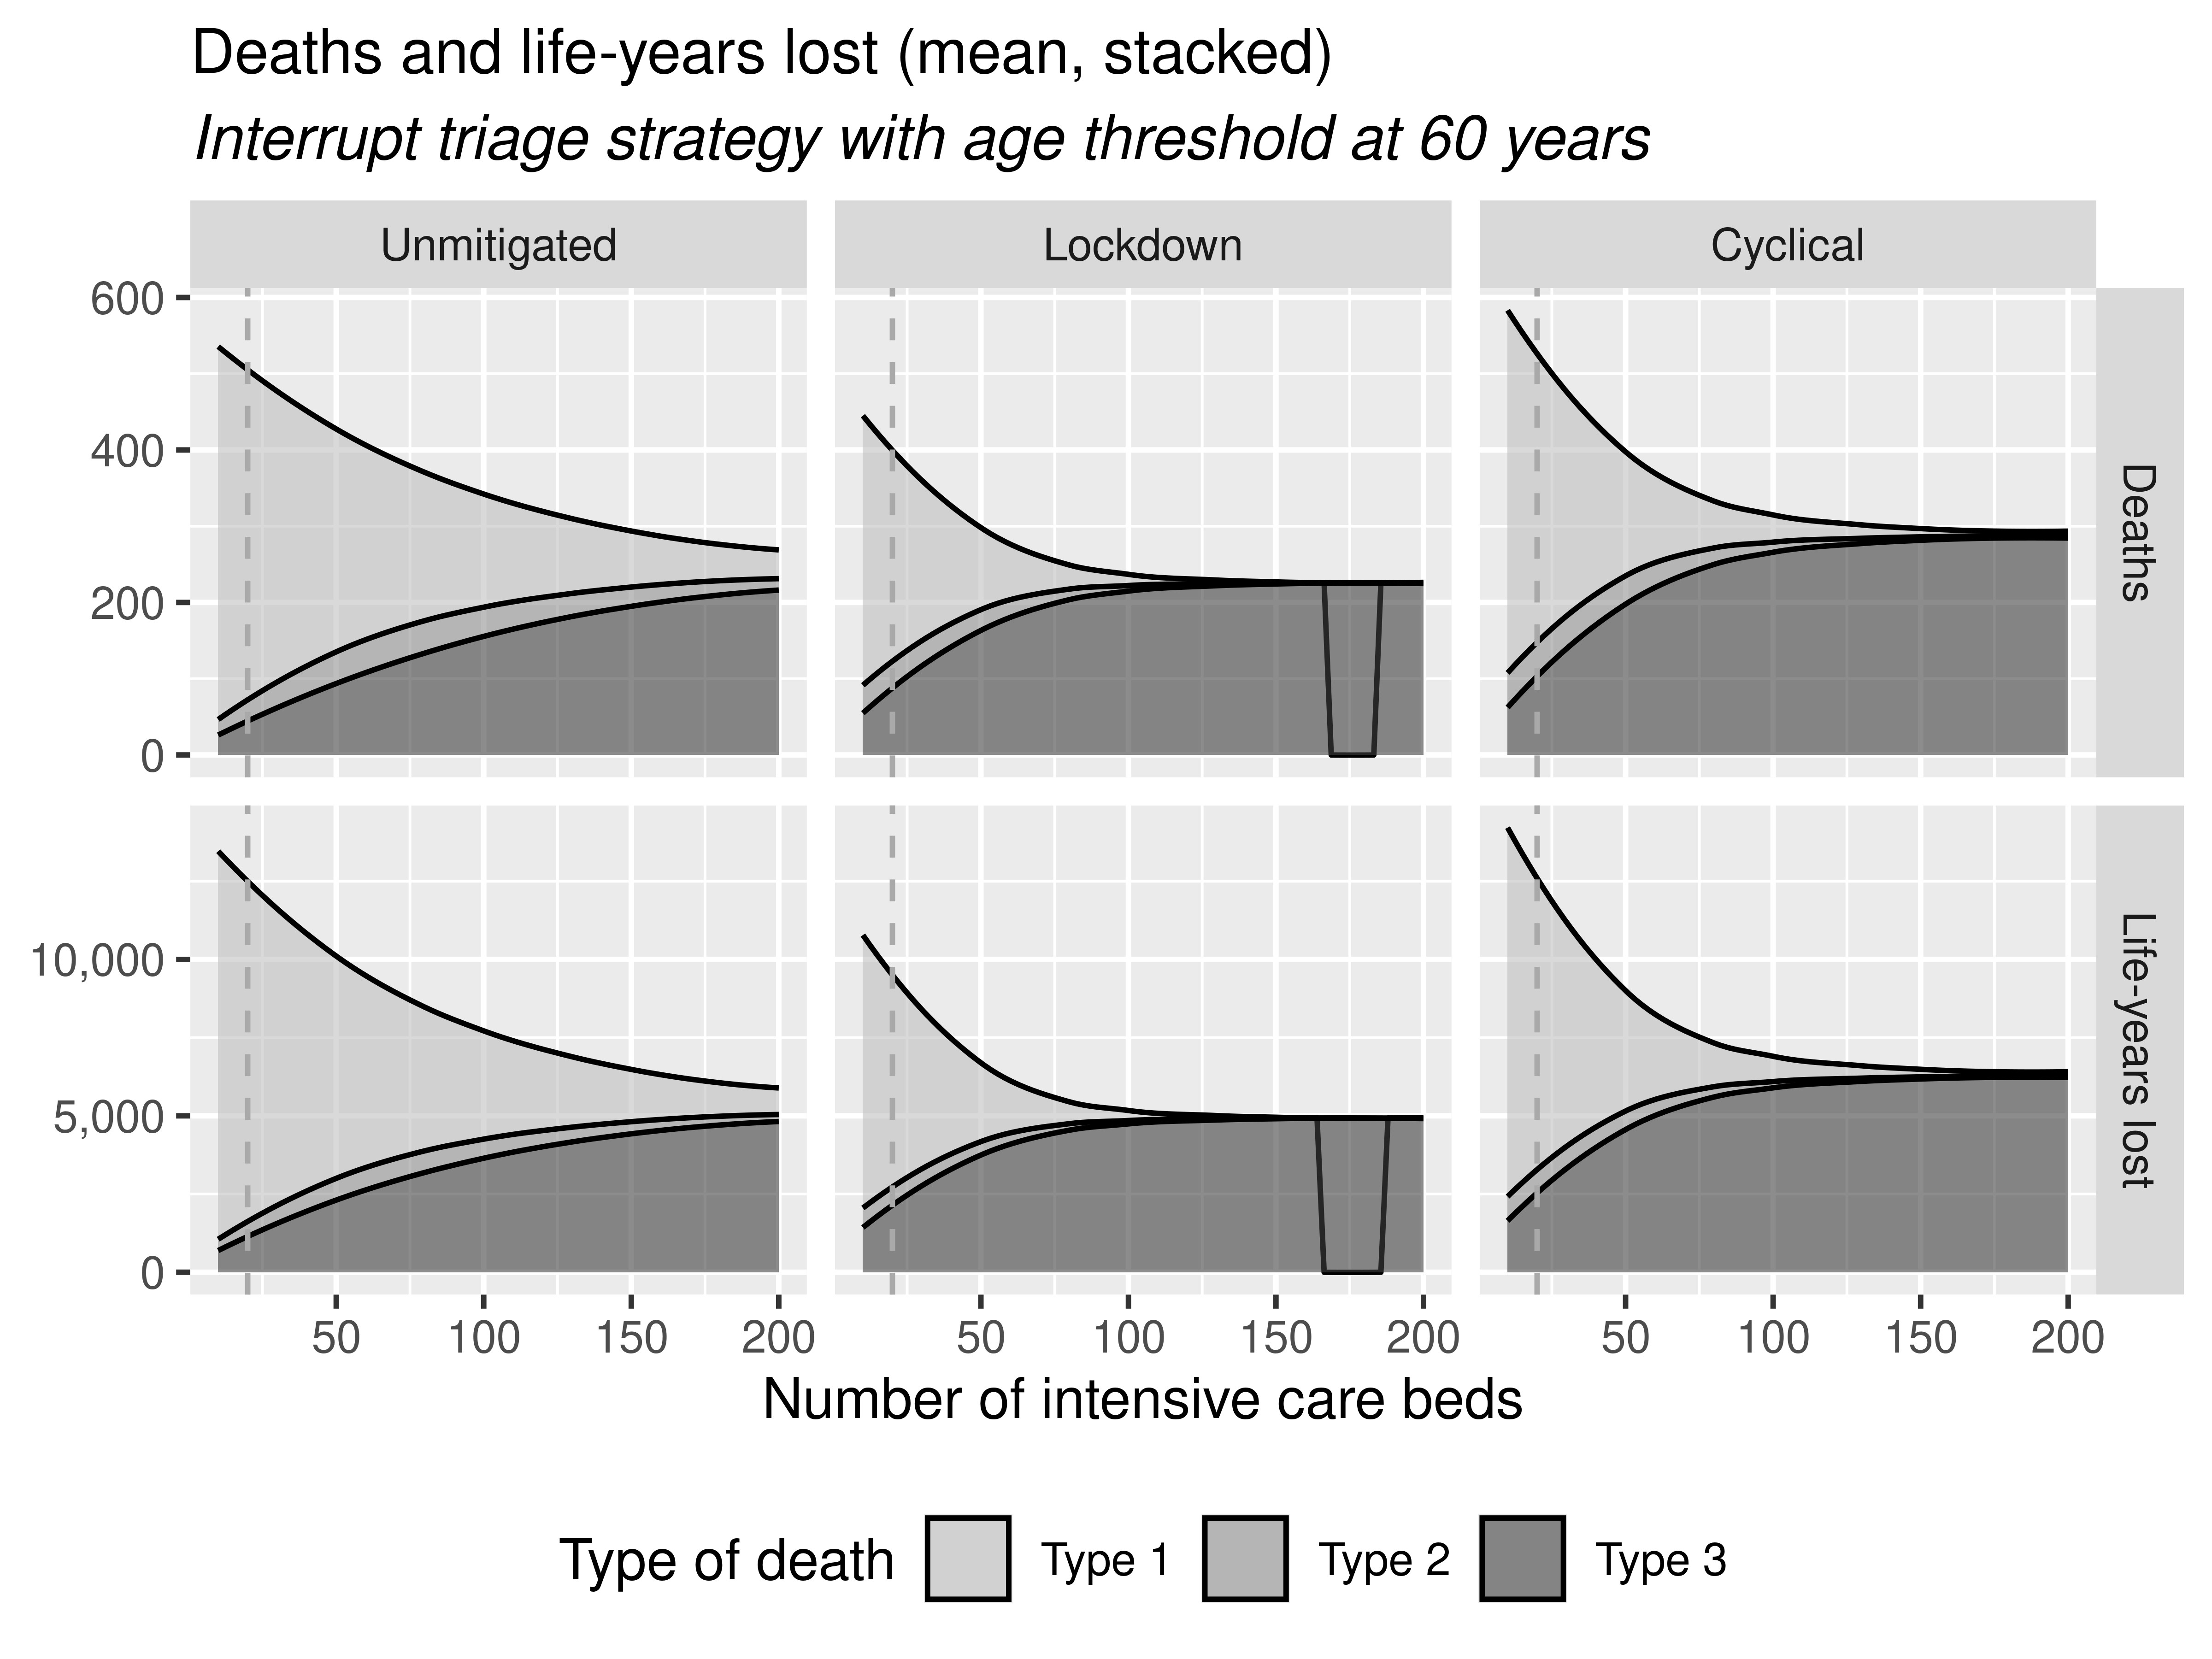 Deaths and life-years lost (mean, stacked)
Interrupt triage strategy with age threshold at 60 years
Unmitigated
Lockdown
Cyclical
600
400
200
0
Deaths
10,000
5,000
0
Life-years lost
50 100 150 200
50 100 150 200
50 100 150 200
Number of intensive care beds
Type of death Type 1 Type 2 Type 3